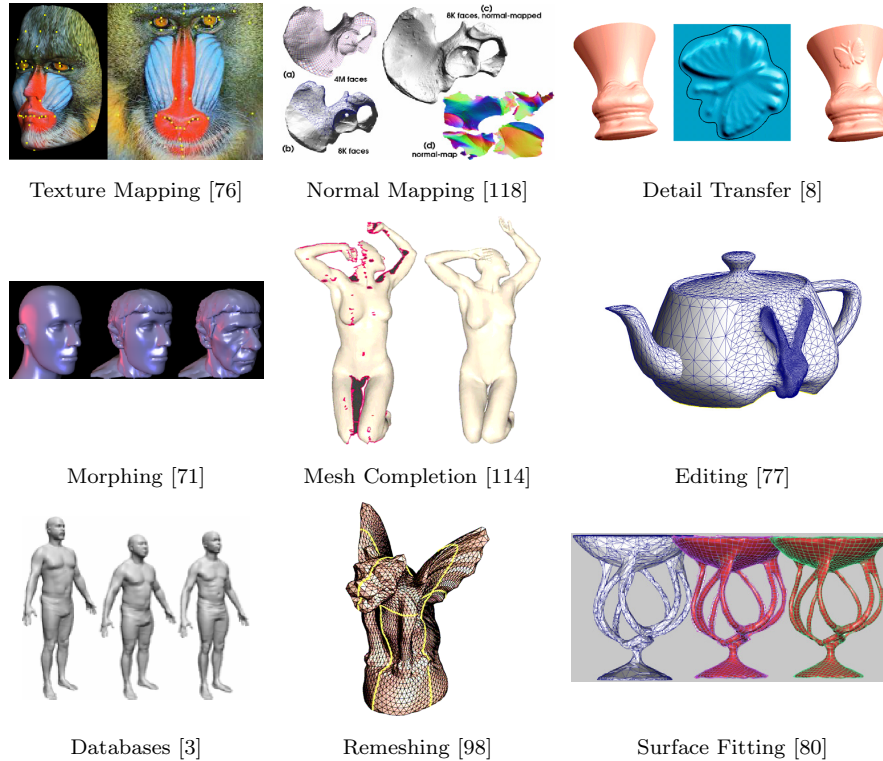 (c)
8K faces, normal-mapped
(a)
4M faces
(b)
8K faces
(d)
normal-map
Texture Mapping [76]
Normal Mapping [118]
Detail Transfer [8]
Morphing [71]
Mesh Completion [114]
Editing [77]
Databases [3]
Remeshing [98]
Surface Fitting [80]